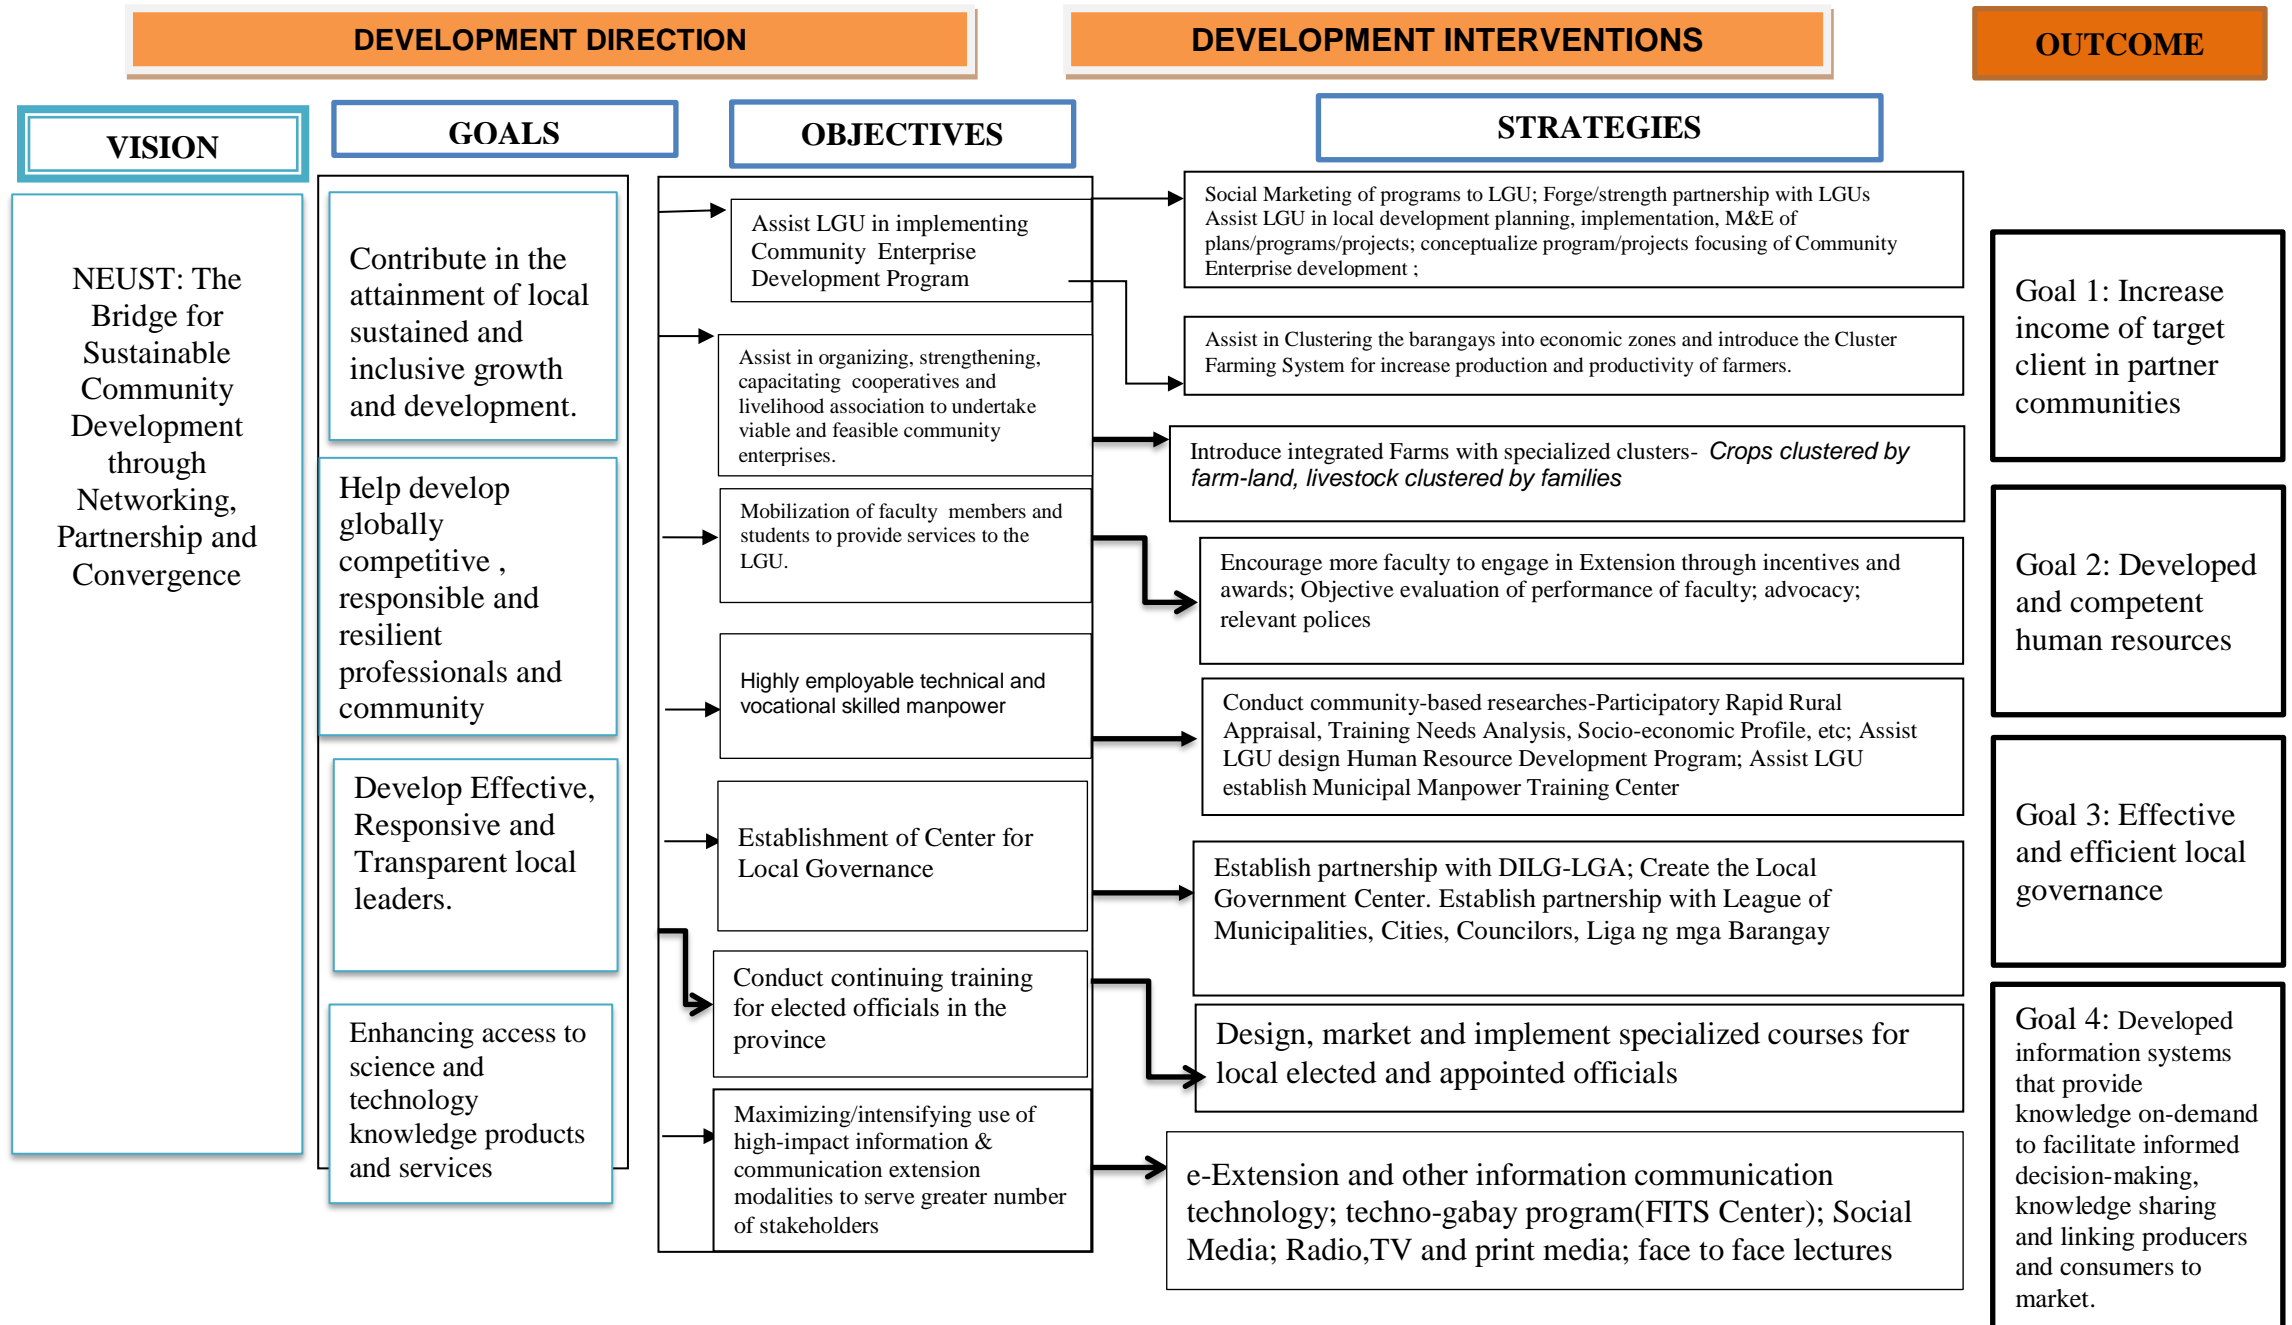 DEVELOPMENT DIRECTION
DEVELOPMENT INTERVENTIONS
OUTCOME
VISION
GOALS
OBJECTIVES
STRATEGIES
NEUST: The
Bridge for
Sustainable
Community
Development
through
Networking,
Partnership and
Convergence
Contribute in the
attainment of local
sustained and
inclusive growth
and development.
Help develop
globally
competitive ,
responsible and
resilient
professionals and
community
Develop Effective,
Responsive and
Transparent local
leaders.
Enhancing access to
science and
technology
knowledge products
and services
Assist LGU in implementing
Community Enterprise
Development Program
Assist in organizing, strengthening,
capacitating cooperatives and
livelihood association to undertake
viable and feasible community
enterprises.
Mobilization of faculty members and
students to provide services to the
LGU.
Highly employable technical and
vocational skilled manpower
Establishment of Center for
Local Governance
Conduct continuing training
for elected officials in the
province
Maximizing/intensifying use of
high-impact information &
communication extension
modalities to serve greater number
of stakeholders
Social Marketing of programs to LGU; Forge/strength partnership with LGUs
Assist LGU in local development planning, implementation, M&E of
plans/programs/projects; conceptualize program/projects focusing of Community
Enterprise development ;
Assist in Clustering the barangays into economic zones and introduce the Cluster
Farming System for increase production and productivity of farmers.
Introduce integrated Farms with specialized clusters- Crops clustered by
farm-land, livestock clustered by families
Encourage more faculty to engage in Extension through incentives and
awards; Objective evaluation of performance of faculty; advocacy;
relevant polices
Conduct community-based researches-Participatory Rapid Rural
Appraisal, Training Needs Analysis, Socio-economic Profile, etc; Assist
LGU design Human Resource Development Program; Assist LGU
establish Municipal Manpower Training Center
Establish partnership with DILG-LGA; Create the Local
Government Center. Establish partnership with League of
Municipalities, Cities, Councilors, Liga ng mga Barangay
Design, market and implement specialized courses for
local elected and appointed officials
e-Extension and other information communication
technology; techno-gabay program(FITS Center); Social
Media; Radio,TV and print media; face to face lectures
Goal 1: Increase
income of target
client in partner
communities
Goal 2: Developed
and competent
human resources
Goal 3: Effective
and efficient local
governance
Goal 4: Developed
information systems
that provide
knowledge on-demand
to facilitate informed
decision-making,
knowledge sharing
and linking producers
and consumers to
market.